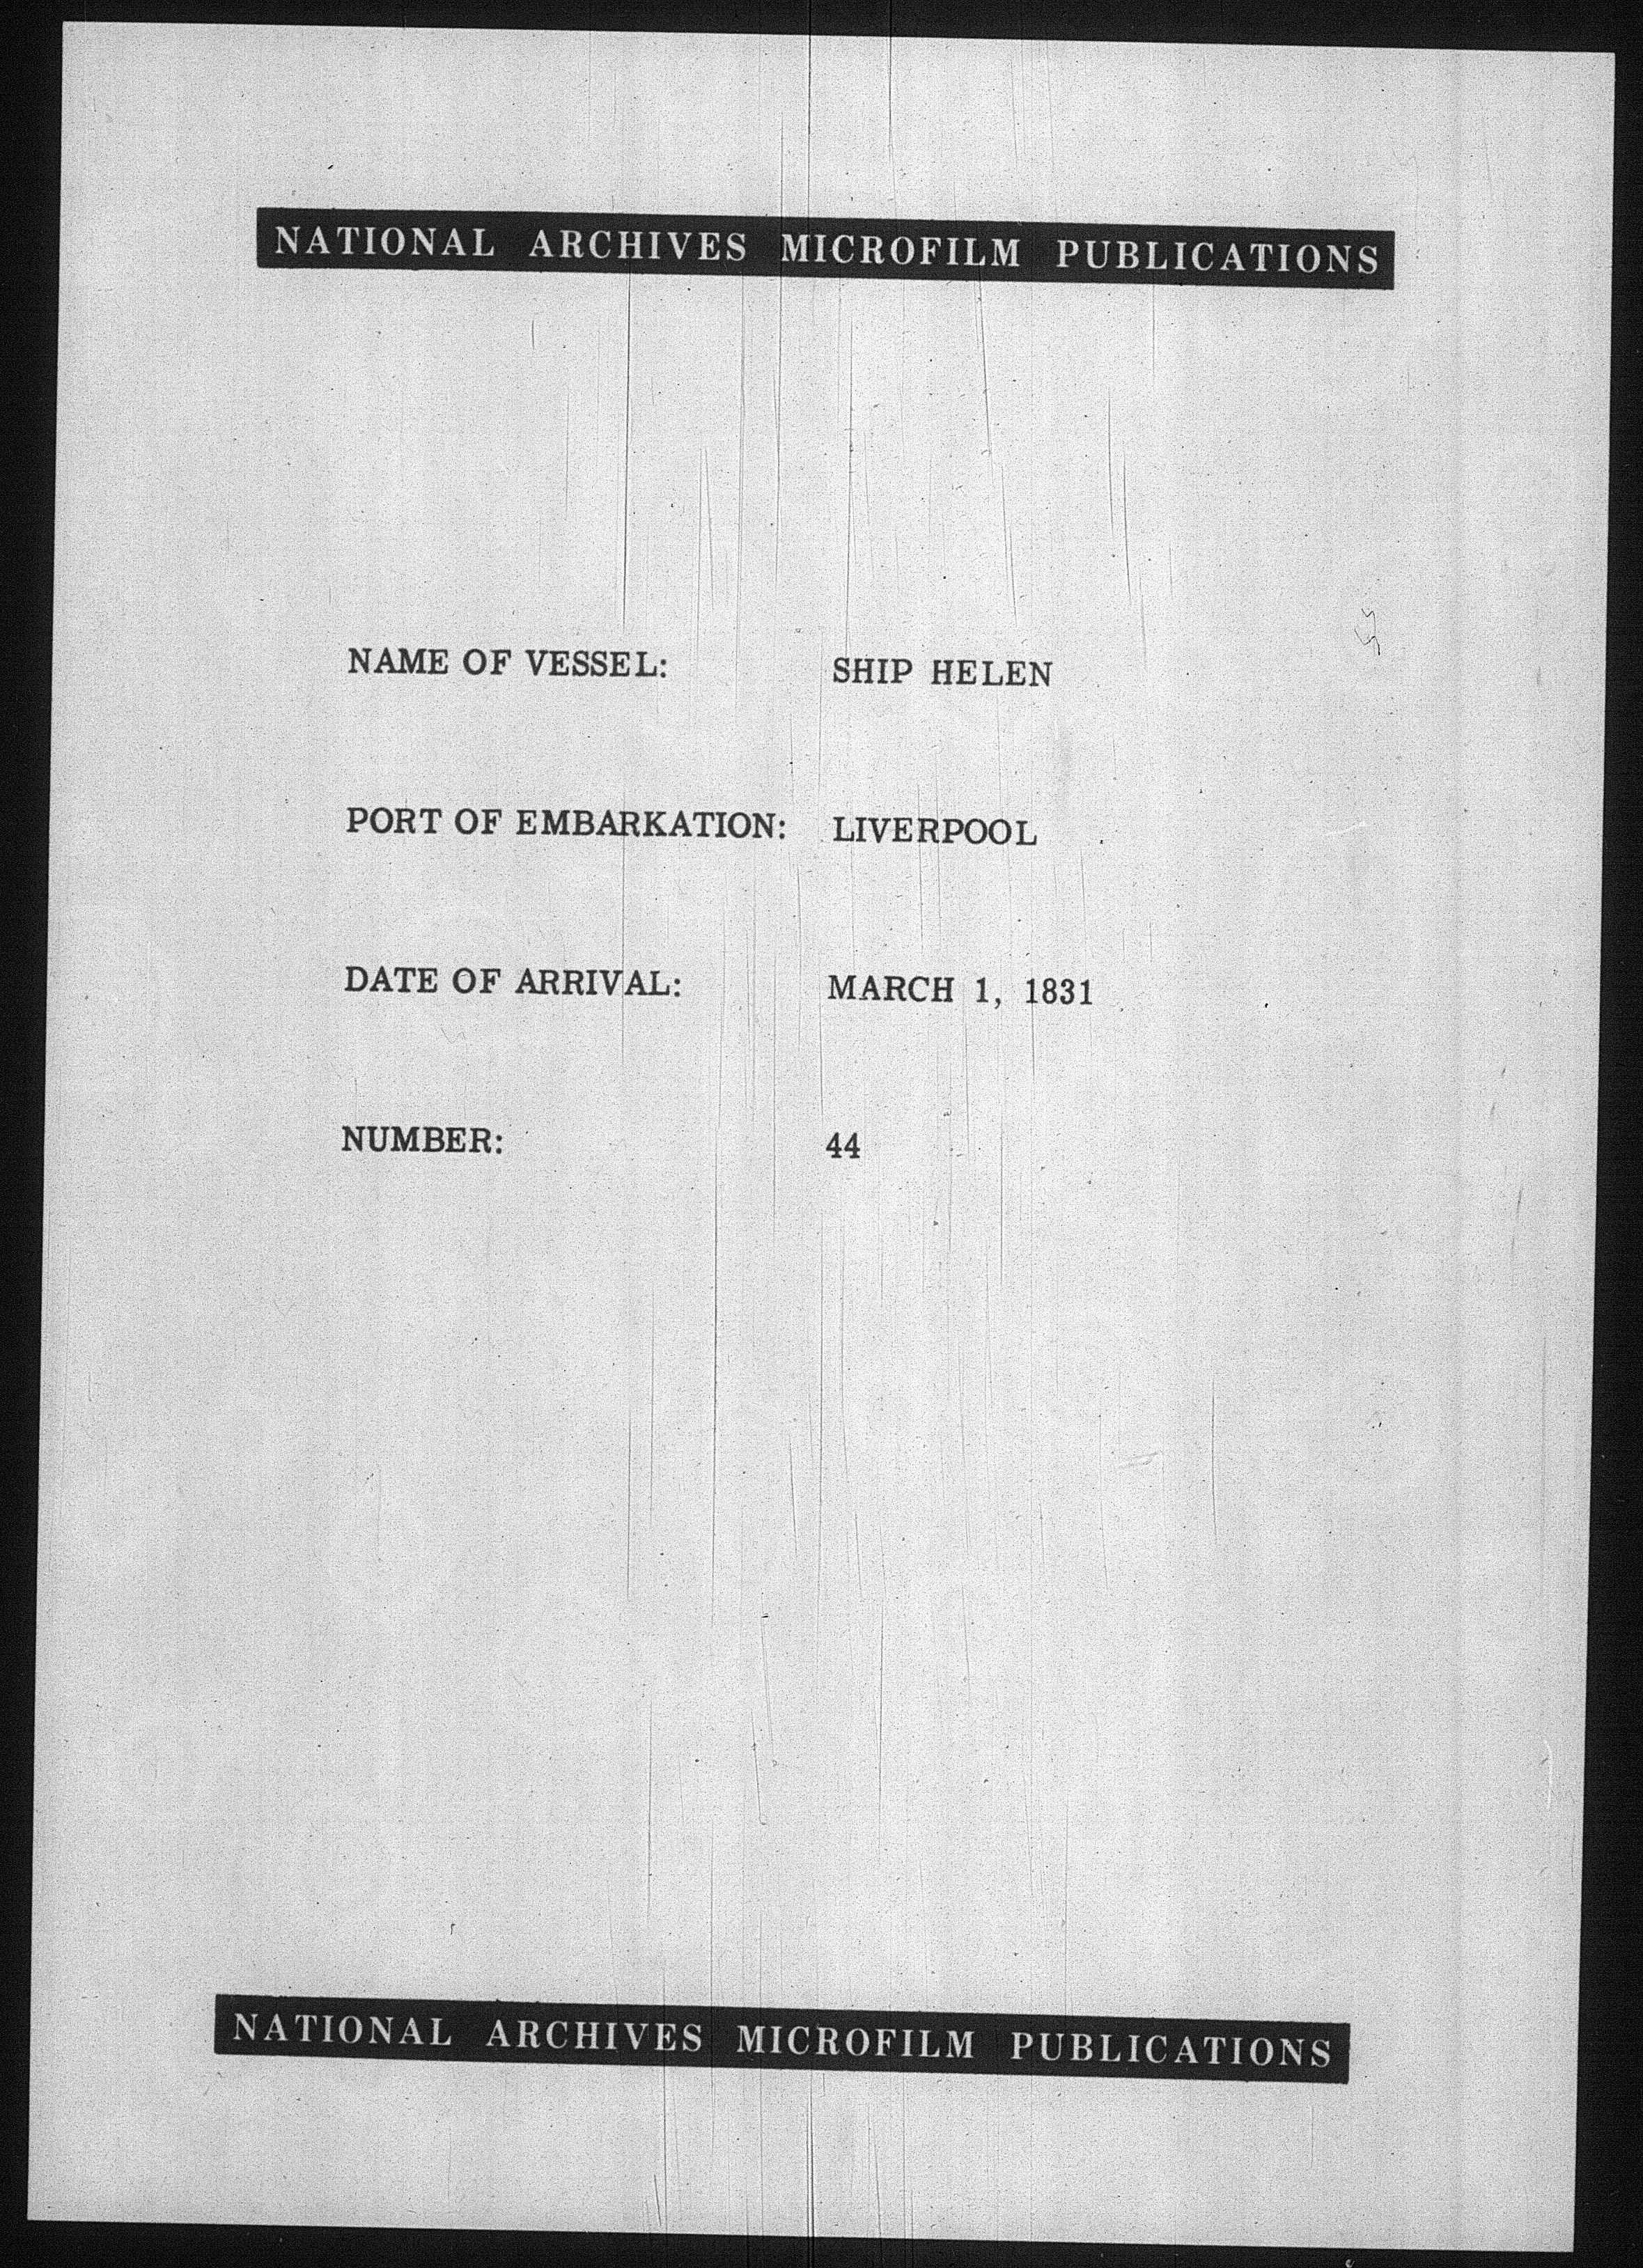 NATIONAL ARCHIVES MICROFILM PUBLICATIONS
NAME OF VESSEL: SHIP HELEN
PORT OF EMBARKATION: LIVERPOOL
DATE OF ARRIVAL: MARCH 1, 1831
NUMBER: 44
NATIONAL ARCHIVES MICROFILM PUBLICATIONS